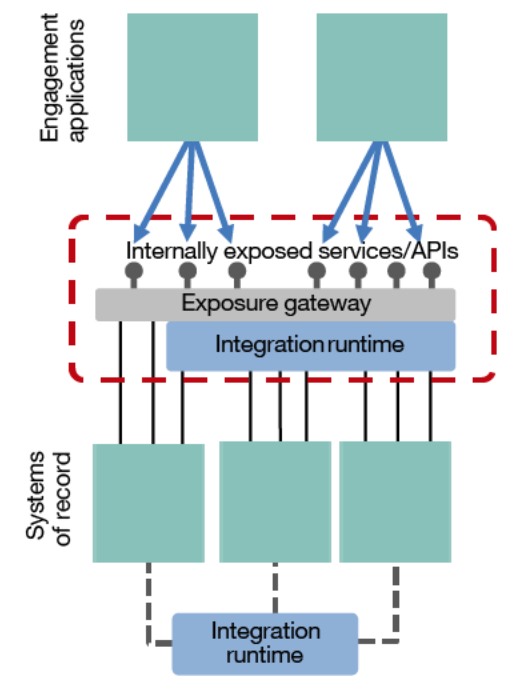 Engagement
applications
Internally exposed services/APIs
Exposure gateway
Integration runtime
Systems
of record
Integration
runtime